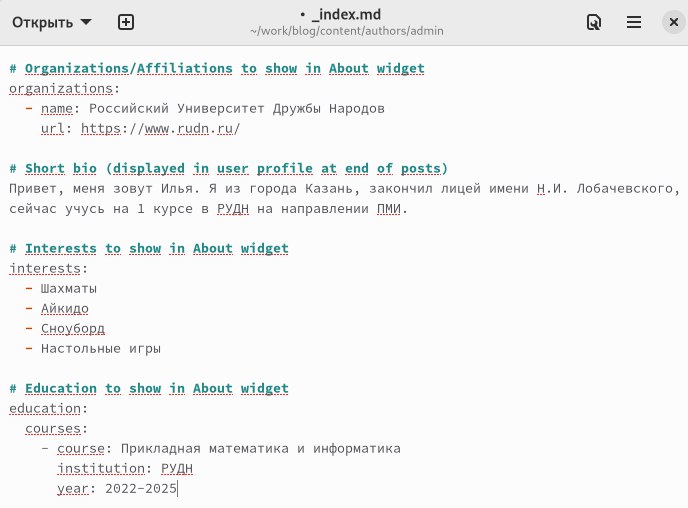 Открыть
• _index.md
~/work/blog/content/authors/admin
# Organizations/Affiliations to show in About widget
organizations:
- name: Российский Университет Дружбы Народов
url: https://www.rudn.ru/
# Short bio (displayed in user profile at end of posts)
Привет, меня зовут Илья. Я из города Казань, закончил лицей имени Н.И. Лобачевского,
сейчас учусь на 1 курсе в РУДН на направлении ПМИ.
# Interests to show in About widget
interests:
- Шахматы
- Айкидо
- Сноуборд
- Настольные игры
# Education to show in About widget
education:
courses:
- course: Прикладная математика и информатика
institution: РУДН
year: 2022-2025